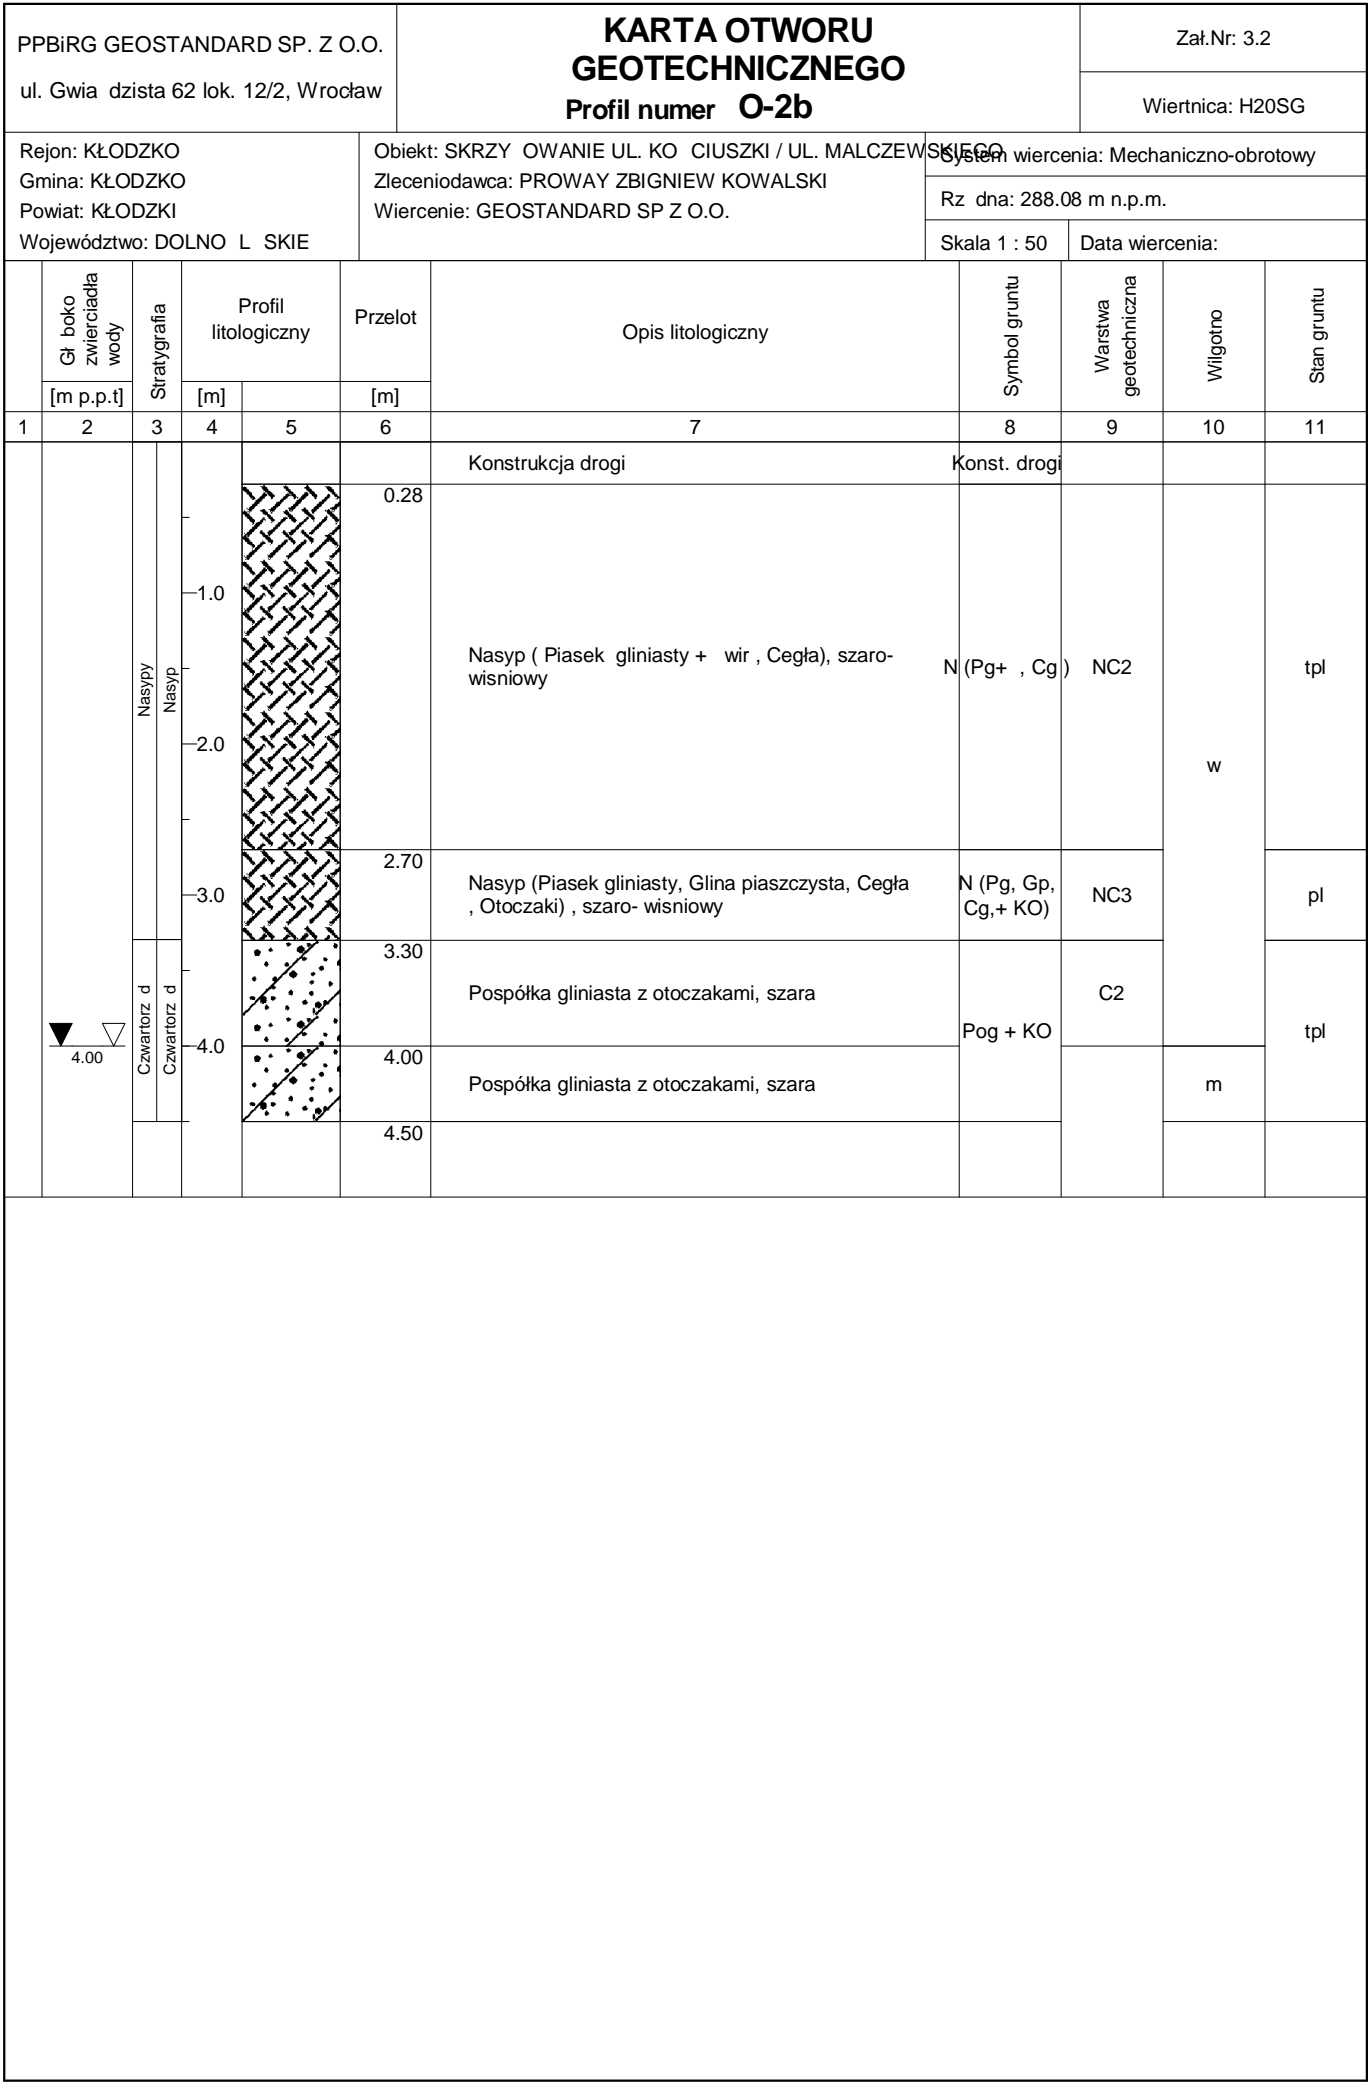 PPBiRG GEOSTANDARD SP. Z O.O.
ul. Gwia dzista 62 lok. 12/2, Wrocław
KARTA OTWORU
GEOTECHNICZNEGO
Profil numer O-2b
Zał.Nr: 3.2
Wiertnica: H20SG
Rejon: KŁODZKO
Gmina: KŁODZKO
Powiat: KŁODZKI
Województwo: DOLNO L SKIE
Obiekt: SKRZY OWANIE UL. KO CIUSZKI / UL. MALCZEWSKIEGO
Zleceniodawca: PROWAY ZBIGNIEW KOWALSKI
Wiercenie: GEOSTANDARD SP Z O.O.
System wiercenia: Mechaniczno-obrotowy
Rz dna: 288.08 m n.p.m.
Skala 1 : 50
Data wiercenia:
Gł boko
zwierciadła
wody
[m p.p.t]
Stratygrafia
Profil
litologiczny
[m]
Przelot
[m]
Opis litologiczny
Symbol gruntu
Warstwa
geotechniczna
Wilgotno
Stan gruntu
1 2 3 4 5 6 7 8 9 10 11
Konstrukcja drogi
Konst. drogi
0.28
1.0
Nasypy
Nasyp
Nasyp ( Piasek gliniasty + wir , Cegła), szaro-
wisniowy
N (Pg+ , Cg )
NC2
tpl
2.0
w
2.70
3.0
Nasyp (Piasek gliniasty, Glina piaszczysta, Cegła
, Otoczaki) , szaro- wisniowy
N (Pg, Gp,
Cg,+ KO)
NC3
pl
3.30
Czwartorz d
Czwartorz d
Pospółka gliniasta z otoczakami, szara
C2
Pog + KO
tpl
4.00
4.0
4.00
Pospółka gliniasta z otoczakami, szara
m
4.50